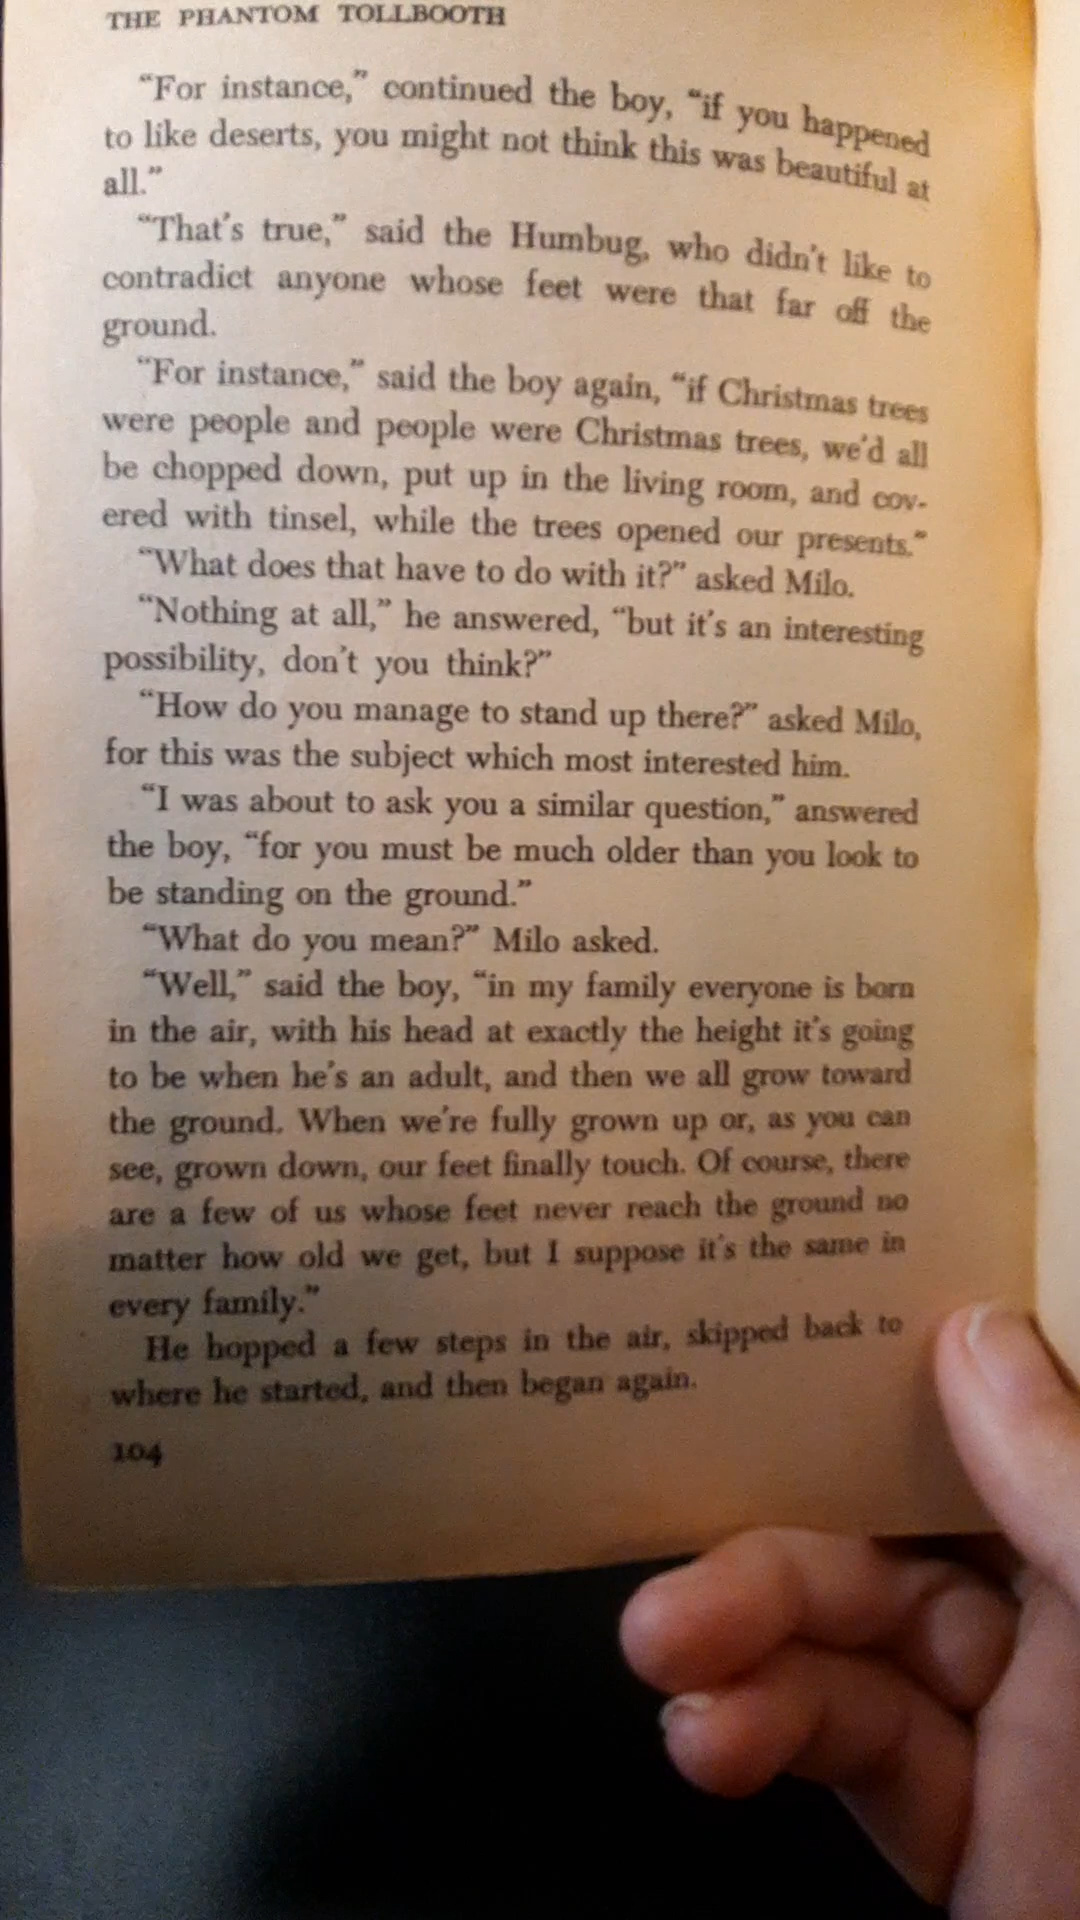 THE PHANTOM TOLLBOOTH
“For instance,” continued the boy, “if you happened
to like deserts, you might not think this was beautiful at
all.”
“That's true,” said the Humbug, who didn't like to
contradict anyone whose feet were that far off the
ground.
“For instance,” said the boy again, “if Christmas trees
were people and people were Christmas trees, we'd all
be chopped down, put up in the living room, and cov-
ered with tinsel, while the trees opened our presents.”
“What does that have to do with it?” asked Milo.
“Nothing at all,” he answered, “but it's an interesting
possibility, don't you think?”
“How do you manage to stand up there?” asked Milo,
for this was the subject which most interested him.
“I was about to ask you a similar question,” answered
the boy, “for you must be much older than you look to
be standing on the ground.”
“What do you mean?” Milo asked.
“Well,” said the boy, “in my family everyone is born
in the air, with his head at exactly the height it's going
to be when he's an adult, and then we all grow toward
the ground. When we're fully grown up or, as you can
see, grown down, our feet finally touch. Of course, there
are a few of us whose feet never reach the ground no
matter how old we get, but I suppose it's the same in
every family.”
He hopped a few steps in the air, skipped back to
where he started, and then began again.
104